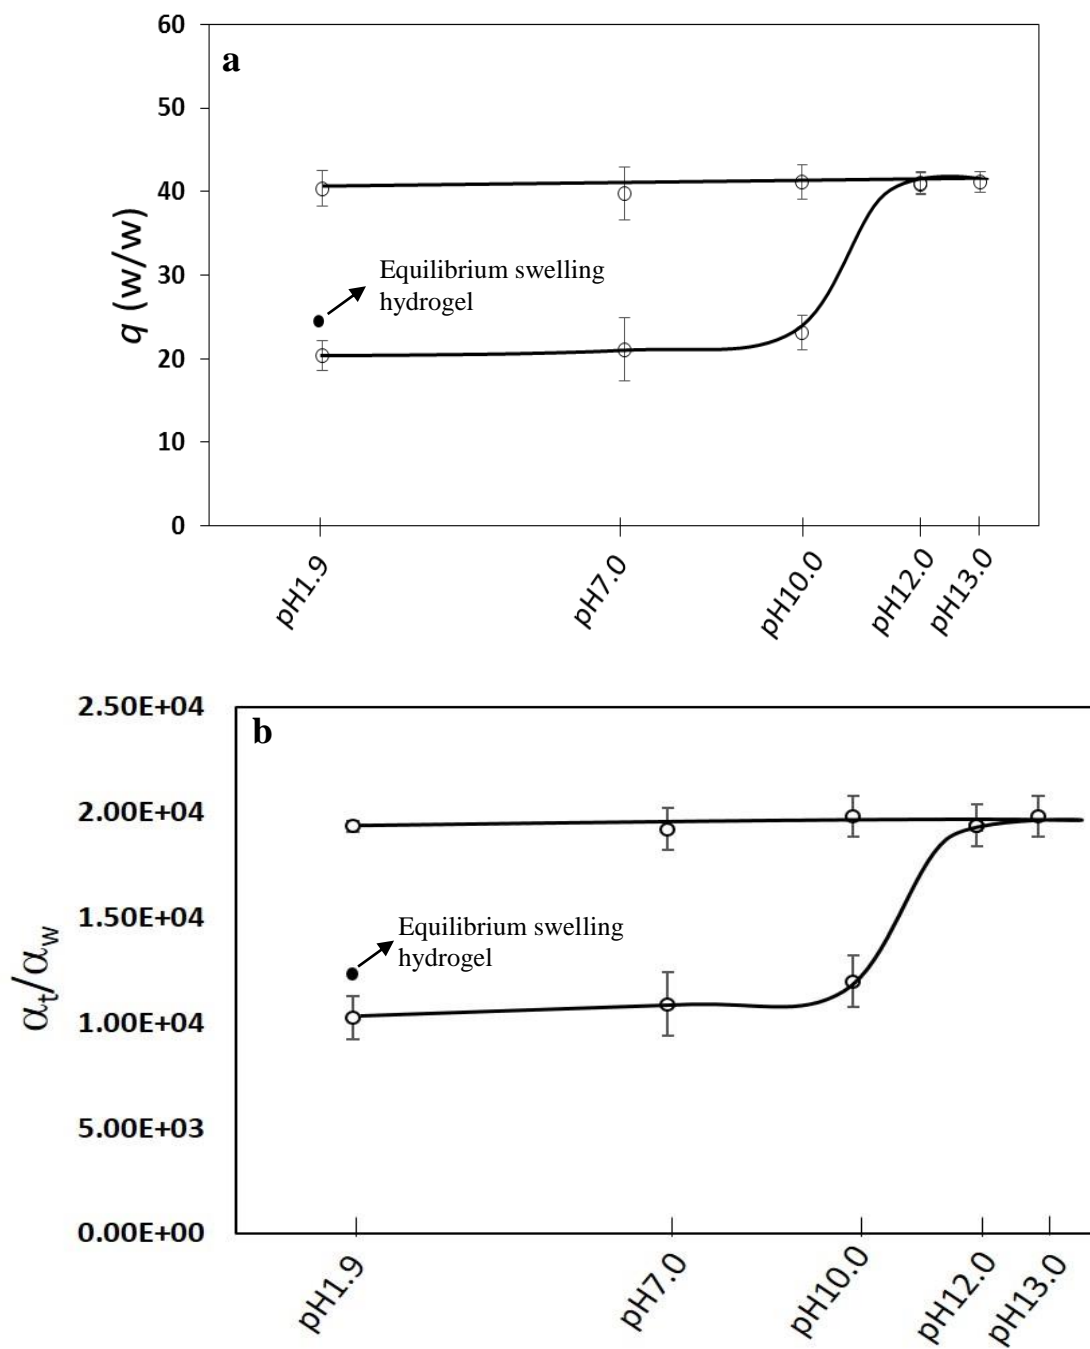 60
a
50
40
q (w/w)
30
Equilibrium swelling
hydrogel
20
10
0
pH1.9
pH7.0
pH10.0
pH12.0
pH13.0
2.50E+04
b
2.00E+04
1.50E+04
αt/αw
Equilibrium swelling
hydrogel
1.00E+04
5.00E+03
0.00E+00
pH1.9
pH7.0
pH10.0
pH12.0
pH13.0